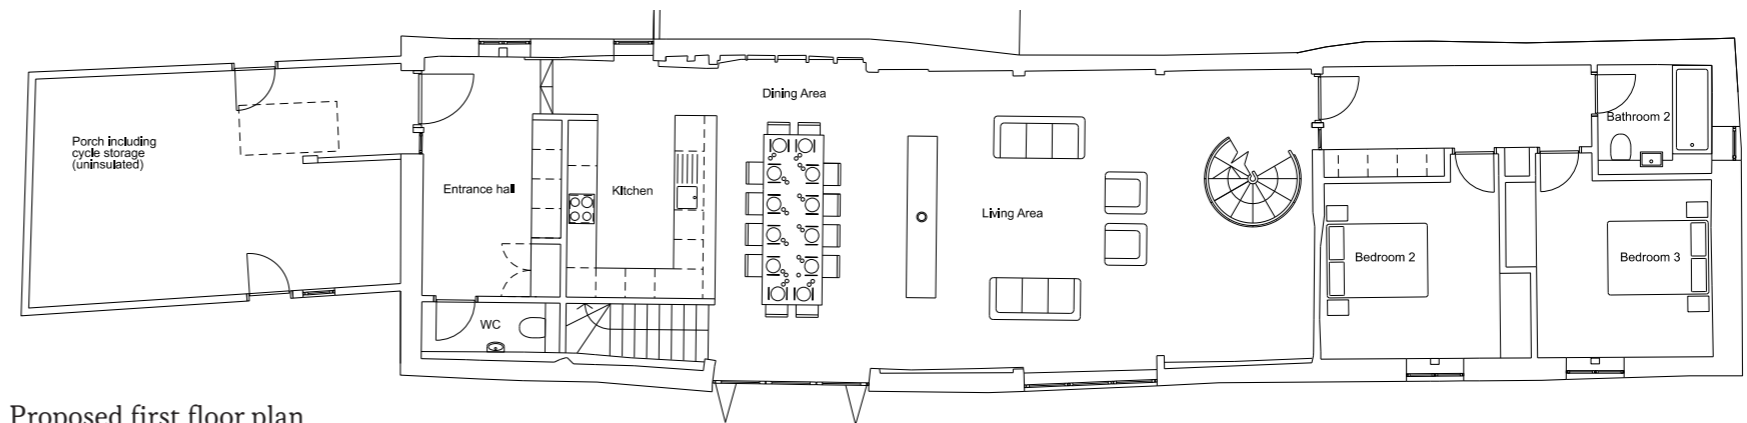 Dining Area
Porch including
cycle storage
(uninsulated)
Bathroom 2
Entrance hall
Kitchen
Living Area
Bedroom 2
Bedroom 3
WC
Proposed first floor plan